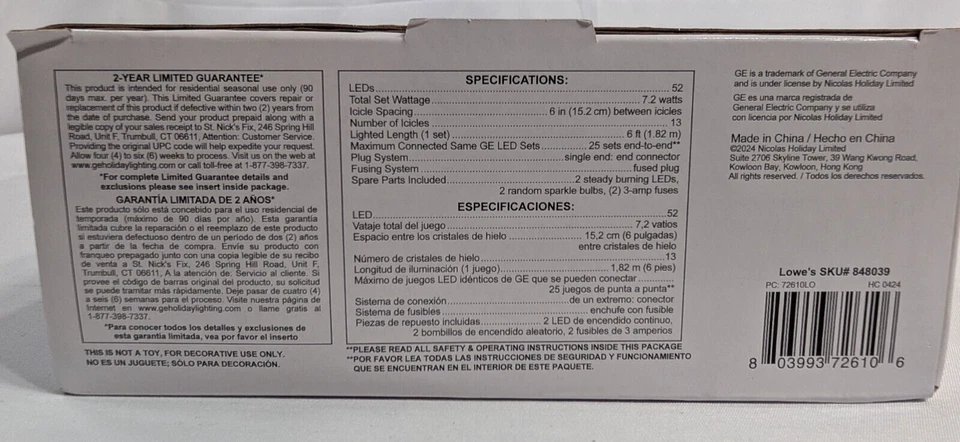 2-YEAR LIMITED GUARANTEE*
This product is intended for residential seasonal use only (90
days max. per year). This Limited Guarantee covers repair or
replacement of this product if defective within two (2) years from
the date of purchase. Send your product prepaid along with a
legible copy of your sales receipt to St. Nick's Fix, 246 Spring Hill
Road, Unit F, Trumbull, CT 06611, Attention: Customer Service.
Providing the original UPC code will help expedite your request.
Allow four (4) to six (6) weeks to process. Visit us on the web at
www.geholidaylighting.com or call toll-free at 1-877-398-7337.
*For complete Limited Guarantee details and
exclusions please see insert inside package.
GARANTÍA LIMITADA DE 2 AÑOS*
Este producto sólo está concebido para el uso residencial de
temporada (máximo de 90 días por año). Esta garantía
limitada cubre la reparación o el reemplazo de este producto
si estuviera defectuoso dentro de un periodo de dos (2) años
a partir de la fecha de compra. Envíe su producto con
franqueo prepagado junto con una copia legible de su recibo
de venta a St. Nick's Fix, 246 Spring Hill Road, Unit F,
Trumbull, CT 06611, A la atención de: Servicio al cliente. Si
provee el código de barras original del producto, su solicitud
se puede tramitar más rápidamente. Deje pasar de cuatro (4)
a seis (6) semanas para el proceso. Visite nuestra página de
Internet en www.geholidaylighting.com o llame gratis al
1-877-398-7337.
*Para conocer todos los detalles y exclusiones de
esta garantía limitada, vea por favor el inserto
THIS IS NOT A TOY, FOR DECORATIVE USE ONLY.
NO ES UN JUGUETE; SÓLO PARA DECORACIÓN.
SPECIFICATIONS:
LEDs 52
Total Set Wattage 7.2 watts
Icicle Spacing 6 in (15.2 cm) between icicles
Number of Icicles 13
Lighted Length (1 set) 6 ft (1.82 m)
Maximum Connected Same GE LED Sets 25 sets end-to-end**
Plug System single end: end connector
Fusing System fused plug
Spare Parts Included 2 steady burning LEDs,
2 random sparkle bulbs, (2) 3-amp fuses
ESPECIFICACIONES:
LED 52
Vataje total del juego 7,2 vatios
Espacio entre los cristales de hielo 15,2 cm (6 pulgadas)
entre cristales de hielo
Número de cristales de hielo 13
Longitud de iluminación (1 juego) 1,82 m (6 pies)
Máximo de juegos LED idénticos de GE que se pueden conectar
25 juegos de punta a punta**
Sistema de conexión de un extremo: conector
Sistema de fusibles enchufe con fusible
Piezas de repuesto incluidas 2 LED de encendido continuo,
2 bombillos de encendido aleatorio, 2 fusibles de 3 amperios
**PLEASE READ ALL SAFETY & OPERATING INSTRUCTIONS INSIDE THIS PACKAGE
**POR FAVOR LEA TODAS LAS INSTRUCCIONES DE SEGURIDAD Y FUNCIONAMIENTO
QUE SE ENCUENTRAN EN EL INTERIOR DE ESTE PAQUETE.
GE is a trademark of General Electric Company
and is under license by Nicolas Holiday Limited
GE es una marca registrada de
General Electric Company y se utiliza
con licencia por Nicolas Holiday Limited
Made in China / Hecho en China
©2024 Nicolas Holiday Limited
Suite 2706 Skyline Tower, 39 Wang Kwong Road,
Kowloon Bay, Kowloon, Hong Kong
All rights reserved. / Todos los derechos reservados.
Lowe's SKU# 848039
PC: 72610LO HC 0424
8 03993 72610 6